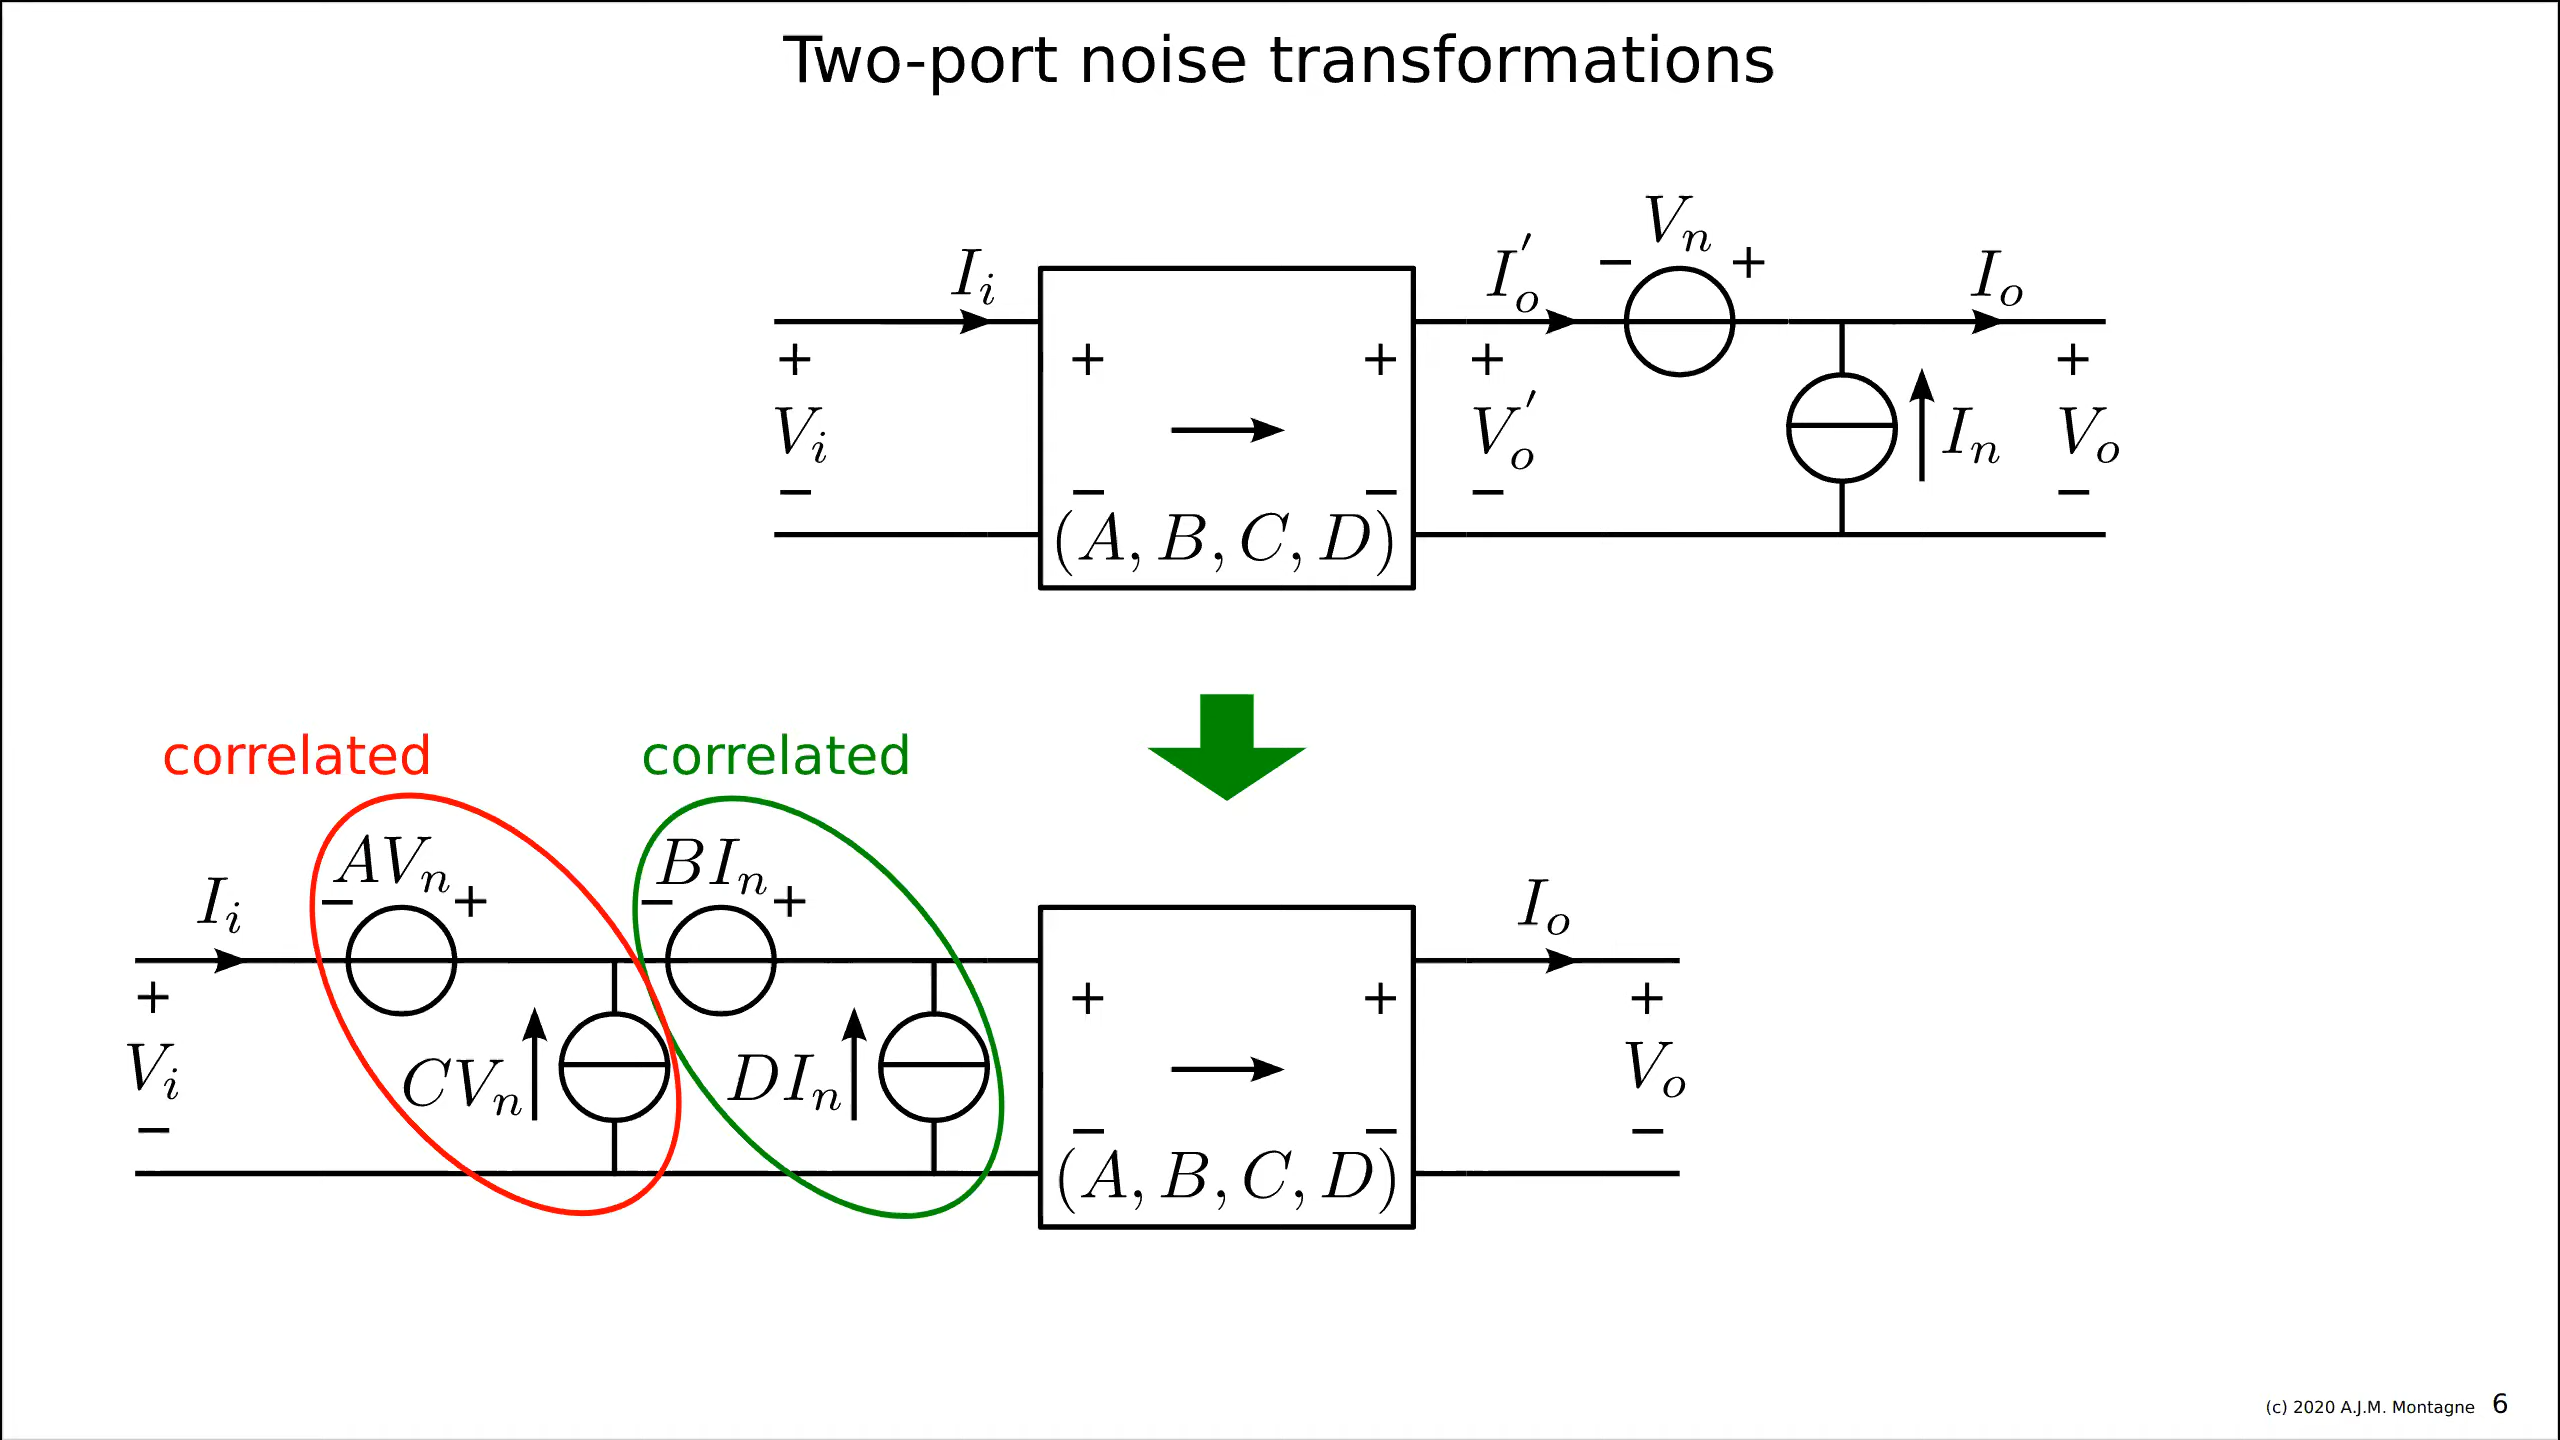 Two-port noise transformations
V_n
I_i
I_o'
− +
I_o
+ + + + +
V_i
V_o'
I_n
V_o
− − − − −
(A, B, C, D)
correlated
correlated
AV_n
BI_n
I_i
− +
− +
I_o
+ + + +
V_i
CV_n
DI_n
V_o
− − − −
(A, B, C, D)
(c) 2020 A.J.M. Montagne 6